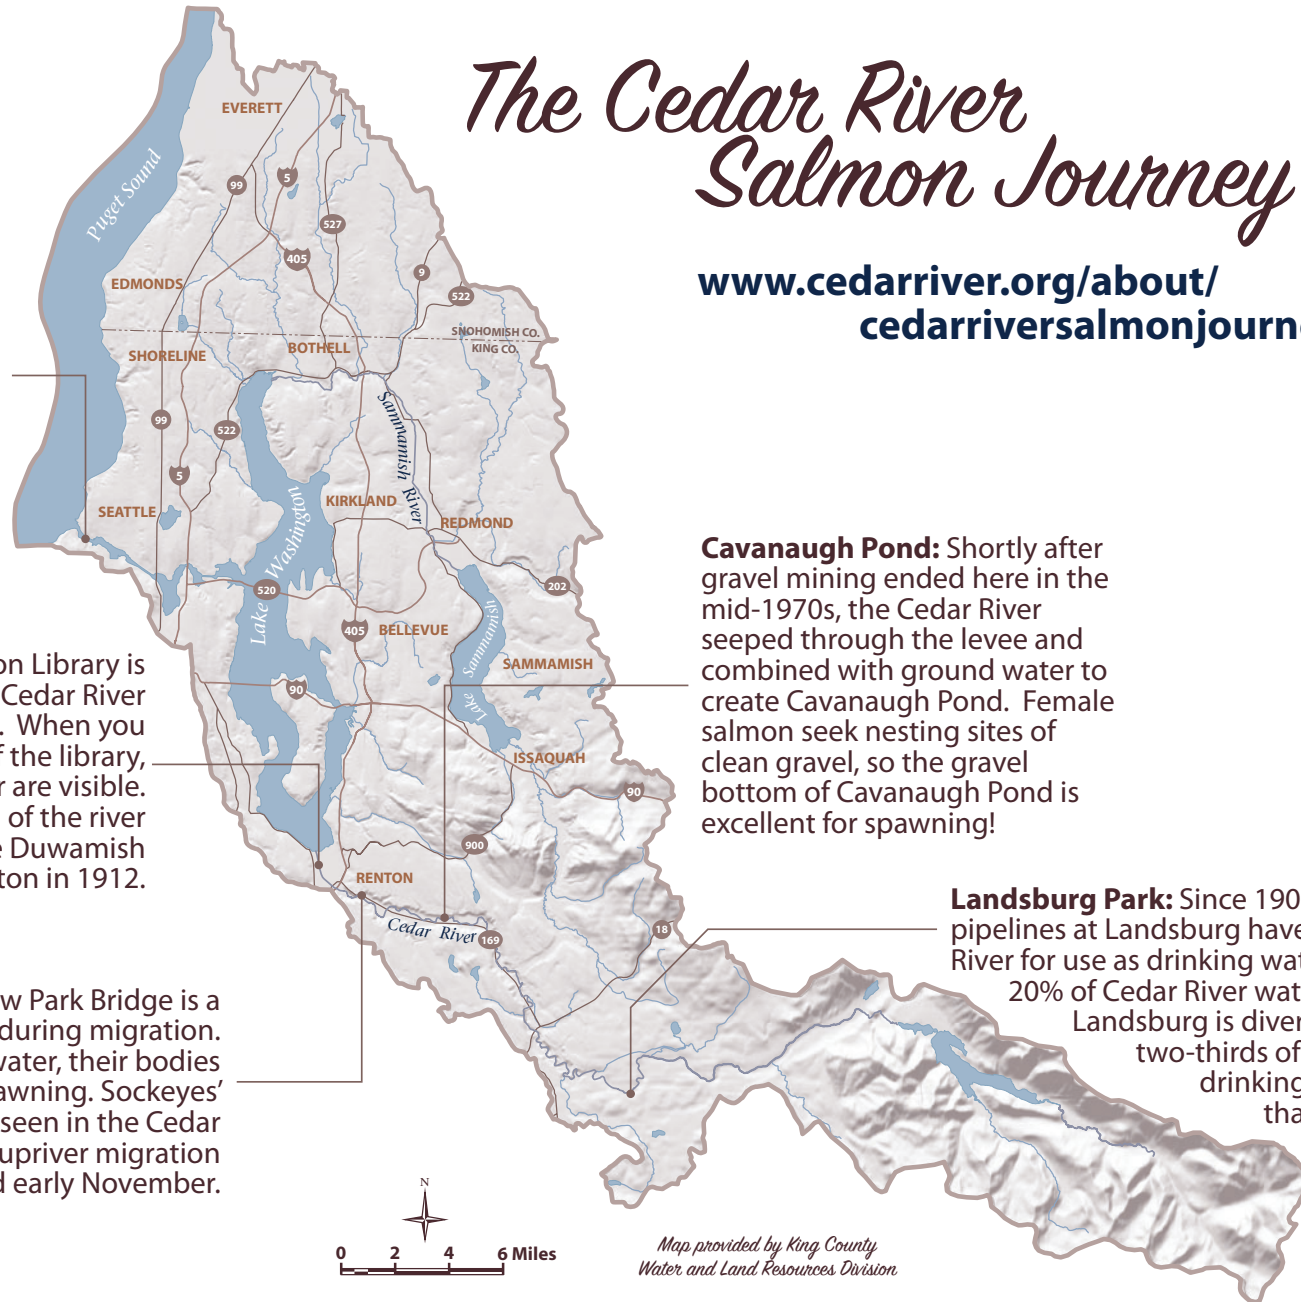 The Cedar River
Salmon Journey
www.cedarriver.org/about/
cedarriversalmonjourn
EVERETT
Puget Sound
99
5
527
405
9
522
EDMONDS
SNOHOMISH CO.
KING CO.
SHORELINE
BOTHELL
99
522
5
Sammamish River
SEATTLE
KIRKLAND
REDMOND
Lake Washington
520
202
405
BELLEVUE
Lake Sammamish
SAMMAMISH
90
ISSAQUAH
90
900
RENTON
Cedar River
169
18
Cavanaugh Pond: Shortly after
gravel mining ended here in the
mid-1970s, the Cedar River
seeped through the levee and
combined with ground water to
create Cavanaugh Pond. Female
salmon seek nesting sites of
clean gravel, so the gravel
bottom of Cavanaugh Pond is
excellent for spawning!
on Library is
Cedar River
. When you
f the library,
r are visible.
of the river
e Duwamish
ton in 1912.
Landsburg Park: Since 190
pipelines at Landsburg have
River for use as drinking wat
20% of Cedar River wat
Landsburg is diver
two-thirds of
drinking
tha
w Park Bridge is a
during migration.
water, their bodies
awning. Sockeyes'
seen in the Cedar
upriver migration
d early November.
N
0 2 4 6 Miles
Map provided by King County
Water and Land Resources Division